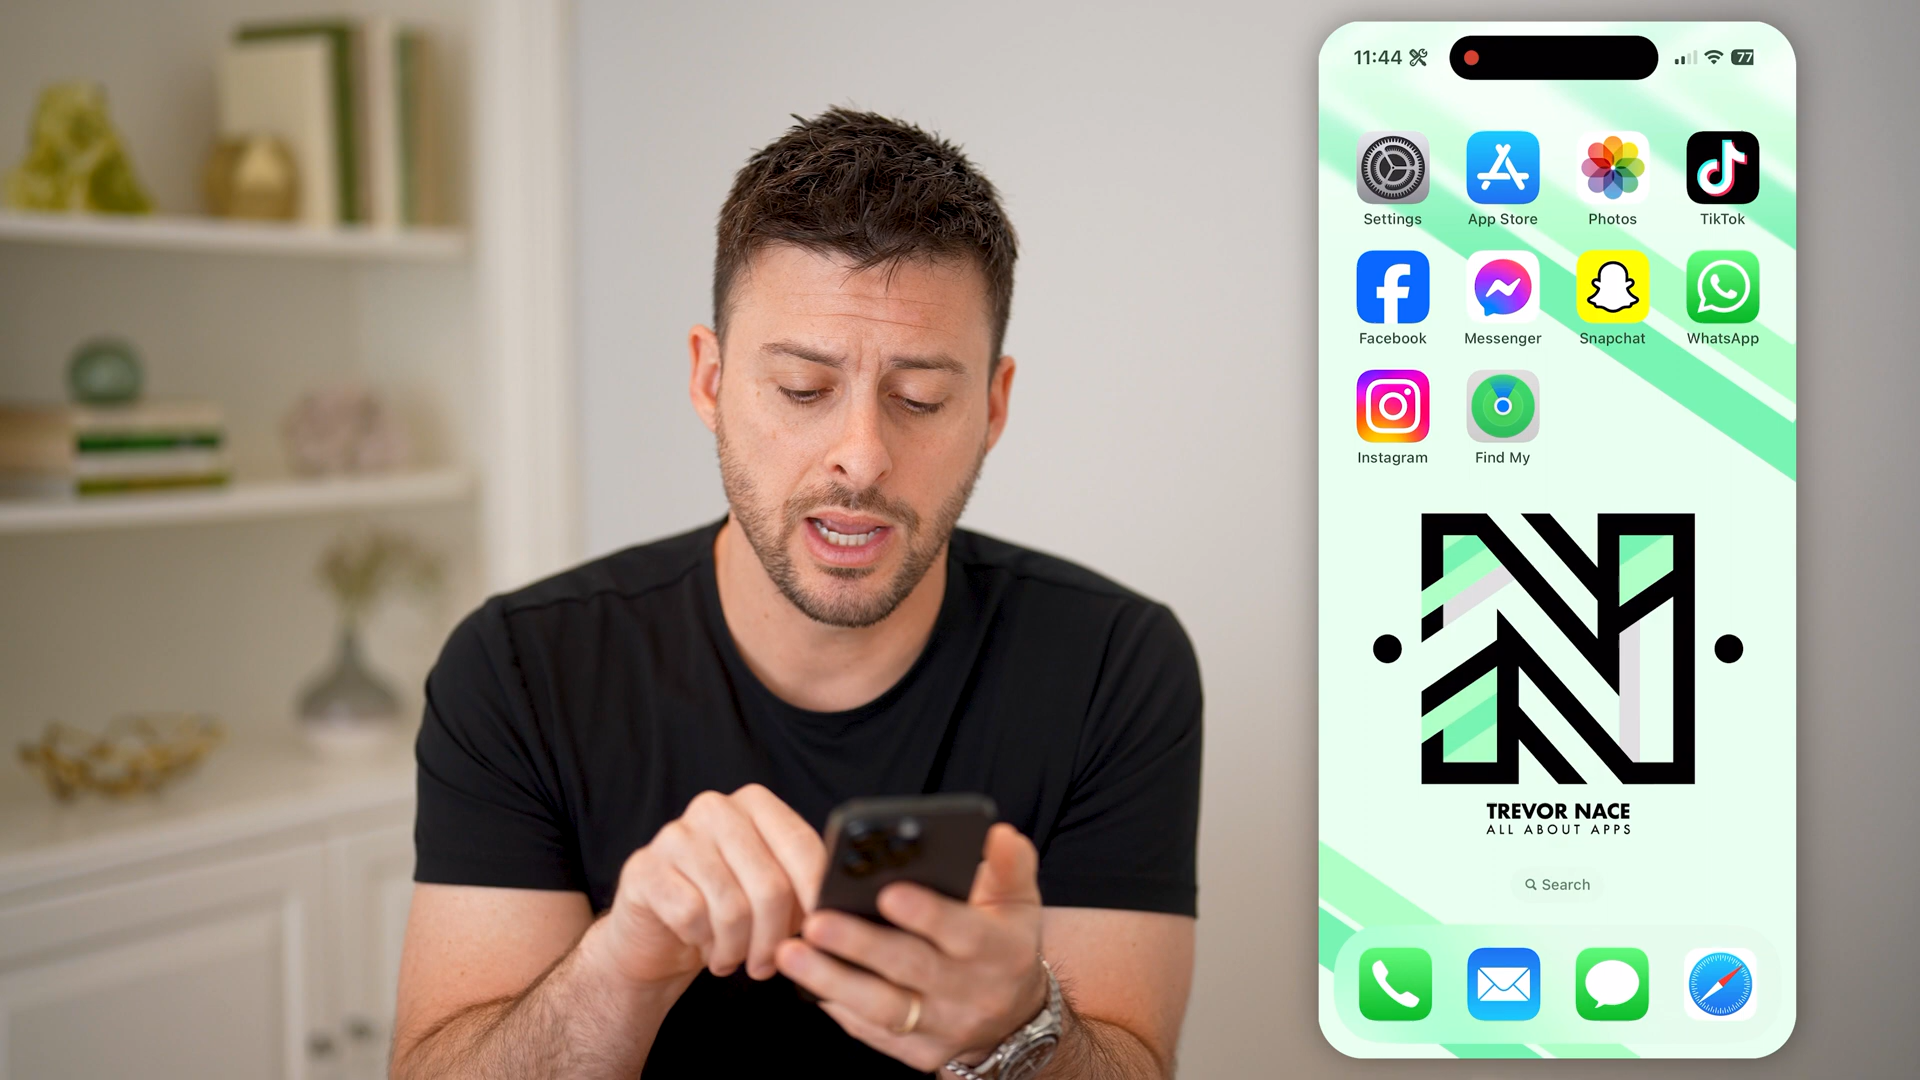 11:44
77
Settings App Store Photos TikTok
Facebook Messenger Snapchat WhatsApp
Instagram Find My
TREVOR NACE
ALL ABOUT APPS
Search